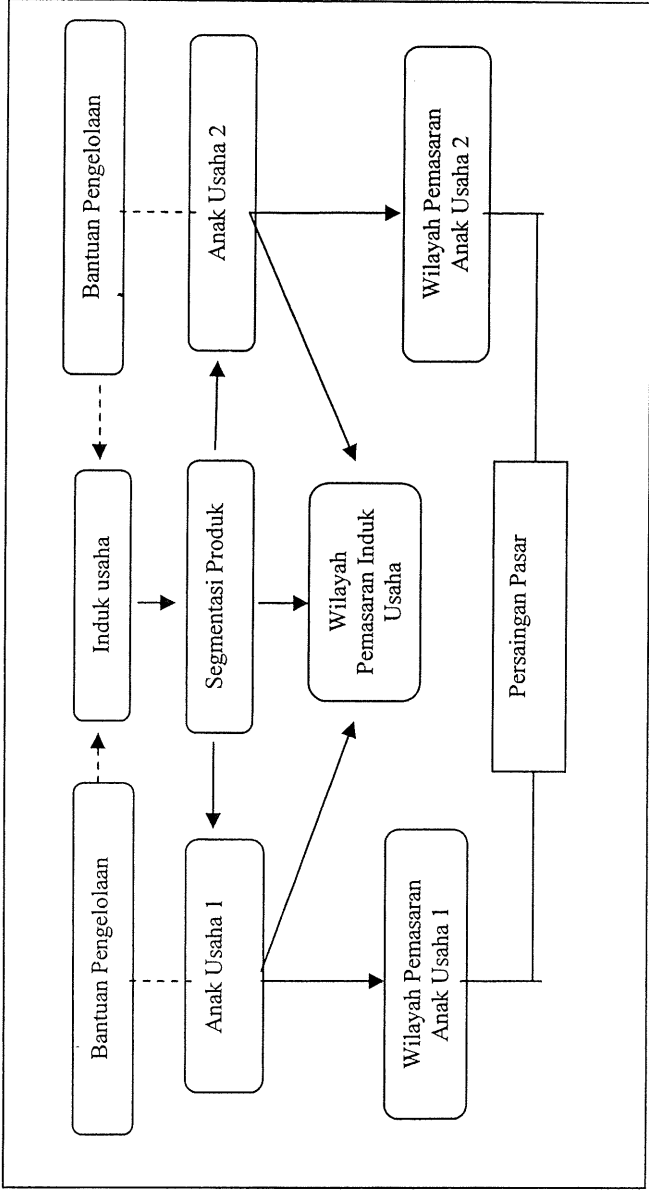 Bantuan Pengelolaan
Induk usaha
Bantuan Pengelolaan
Anak Usaha 1
Segmentasi Produk
Anak Usaha 2
Wilayah
Pemasaran Induk
Usaha
Wilayah Pemasaran
Anak Usaha 1
Wilayah Pemasaran
Anak Usaha 2
Persaingan Pasar